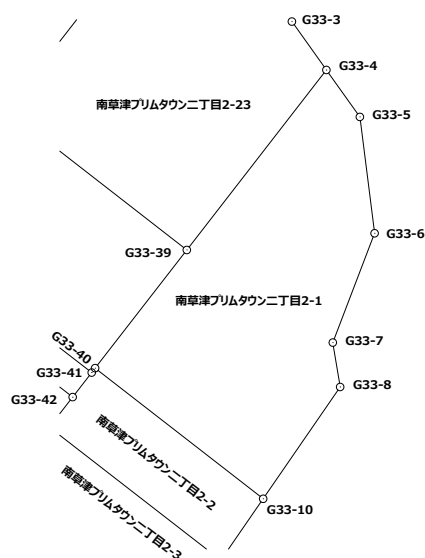 G33-3
G33-4
南草津プリムタウン二丁目2-23
G33-5
G33-6
G33-39
南草津プリムタウン二丁目2-1
G33-7
G33-40
G33-41
G33-8
G33-42
南草津プリムタウン二丁目2-2
G33-10
南草津プリムタウン二丁目2-3